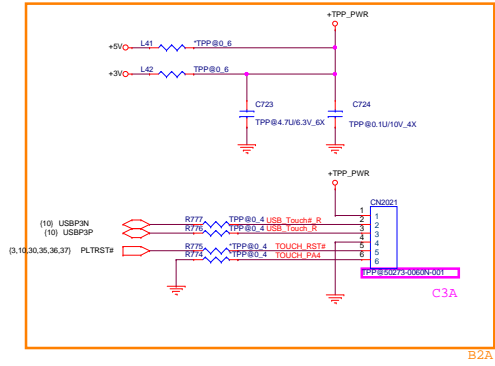 +TPP_PWR
+5V L41 *TPP@0_6
+3V L42 TPP@0_6
C723 C724
TPP@4.7U/6.3V_6X TPP@0.1U/10V_4X
+TPP_PWR
CN2021
1 1
{10} USBP3N R777 TPP@0_4 USB_Touch#_R 2 2
{10} USBP3P R776 TPP@0_4 USB_Touch_R 3 3
4 4
{3,10,30,35,36,37} PLTRST# R775 *TPP@0_4 TOUCH_RST# 5 5
R774 TPP@0_4 TOUCH_PA4 6 6
TPP@50273-0060N-001
C3A
B2A